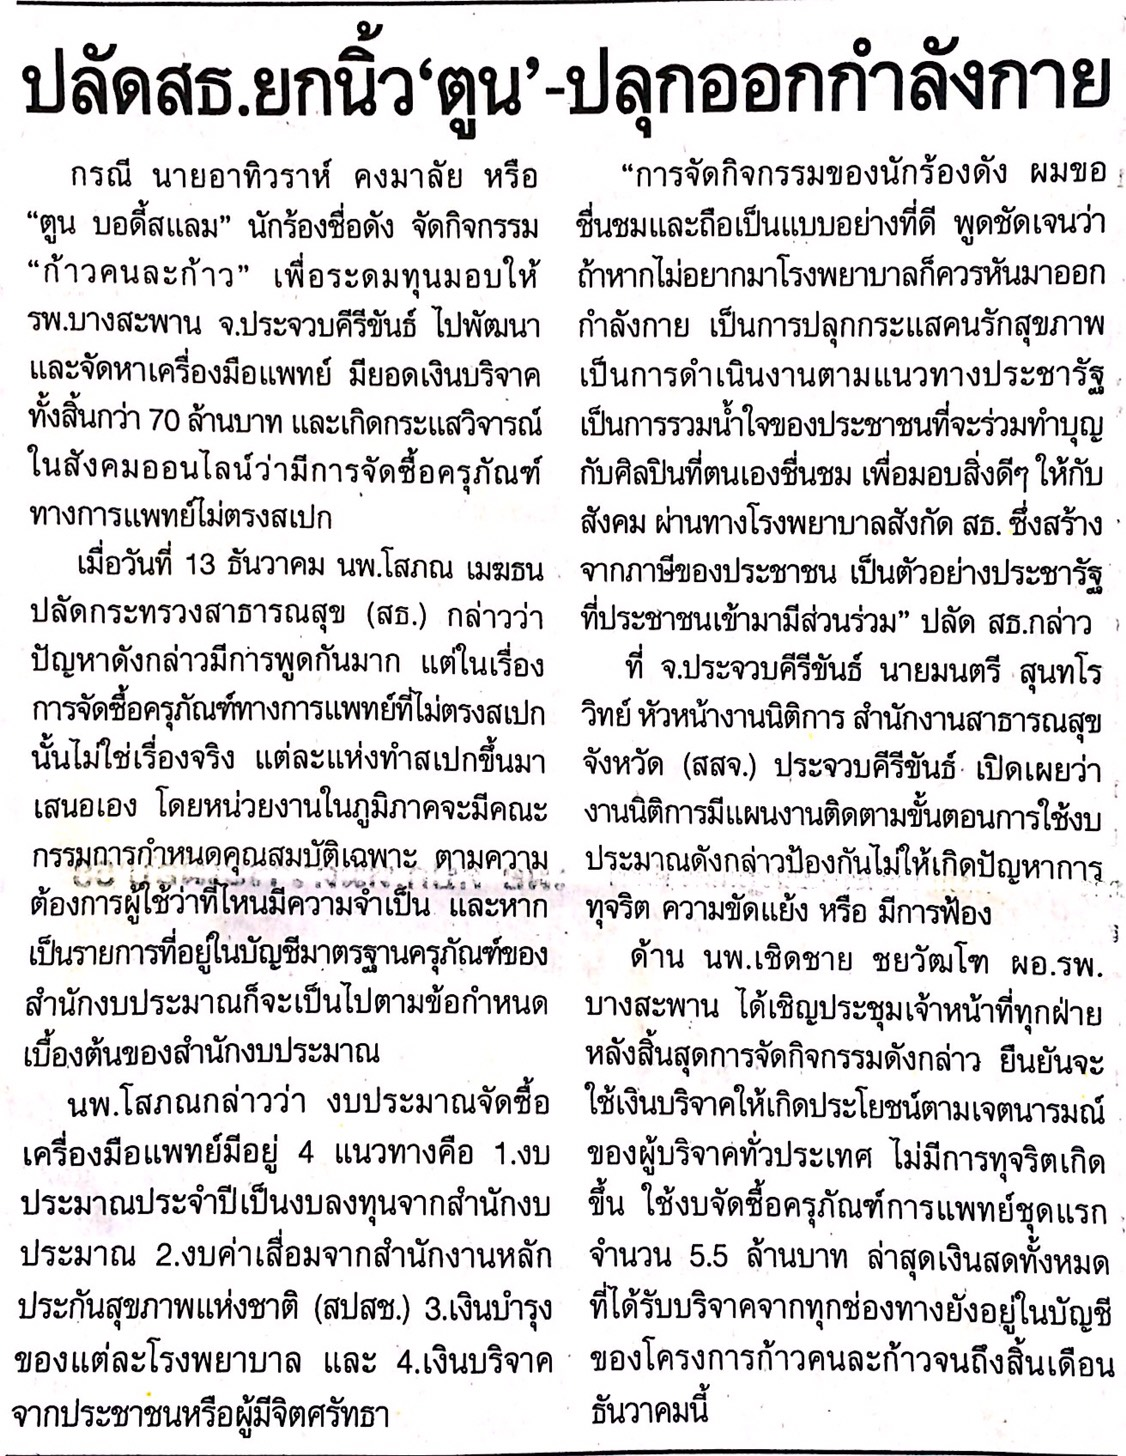 ปลัดสธ.ยกนิ้ว‘ตูน’-ปลุกออกกำลังกาย
กรณี นายอาทิวราห์ คงมาลัย หรือ
“ตูน บอดี้สแลม” นักร้องชื่อดัง จัดกิจกรรม
“ก้าวคนละก้าว” เพื่อระดมทุนมอบให้
รพ.บางสะพาน จ.ประจวบคีรีขันธ์ ไปพัฒนา
และจัดหาเครื่องมือแพทย์ มียอดเงินบริจาค
ทั้งสิ้นกว่า 70 ล้านบาท และเกิดกระแสวิจารณ์
ในสังคมออนไลน์ว่ามีการจัดซื้อครุภัณฑ์
ทางการแพทย์ไม่ตรงสเปก
เมื่อวันที่ 13 ธันวาคม นพ.โสภณ เมฆธน
ปลัดกระทรวงสาธารณสุข (สธ.) กล่าวว่า
ปัญหาดังกล่าวมีการพูดกันมาก แต่ในเรื่อง
การจัดซื้อครุภัณฑ์ทางการแพทย์ที่ไม่ตรงสเปก
นั้นไม่ใช่เรื่องจริง แต่ละแห่งทำสเปกขึ้นมา
เสนอเอง โดยหน่วยงานในภูมิภาคจะมีคณะ
กรรมการกำหนดคุณสมบัติเฉพาะ ตามความ
ต้องการผู้ใช้ว่าที่ไหนมีความจำเป็น และหาก
เป็นรายการที่อยู่ในบัญชีมาตรฐานครุภัณฑ์ของ
สำนักงบประมาณก็จะเป็นไปตามข้อกำหนด
เบื้องต้นของสำนักงบประมาณ
นพ.โสภณกล่าวว่า งบประมาณจัดซื้อ
เครื่องมือแพทย์มีอยู่ 4 แนวทางคือ 1.งบ
ประมาณประจำปีเป็นงบลงทุนจากสำนักงบ
ประมาณ 2.งบค่าเสื่อมจากสำนักงานหลัก
ประกันสุขภาพแห่งชาติ (สปสช.) 3.เงินบำรุง
ของแต่ละโรงพยาบาล และ 4.เงินบริจาค
จากประชาชนหรือผู้มีจิตศรัทธา
“การจัดกิจกรรมของนักร้องดัง ผมขอ
ชื่นชมและถือเป็นแบบอย่างที่ดี พูดชัดเจนว่า
ถ้าหากไม่อยากมาโรงพยาบาลก็ควรหันมาออก
กำลังกาย เป็นการปลุกกระแสคนรักสุขภาพ
เป็นการดำเนินงานตามแนวทางประชารัฐ
เป็นการรวมน้ำใจของประชาชนที่จะร่วมทำบุญ
กับศิลปินที่ตนเองชื่นชม เพื่อมอบสิ่งดีๆ ให้กับ
สังคม ผ่านทางโรงพยาบาลสังกัด สธ. ซึ่งสร้าง
จากภาษีของประชาชน เป็นตัวอย่างประชารัฐ
ที่ประชาชนเข้ามามีส่วนร่วม” ปลัด สธ.กล่าว
ที่ จ.ประจวบคีรีขันธ์ นายมนตรี สุนทโร
วิทย์ หัวหน้างานนิติการ สำนักงานสาธารณสุข
จังหวัด (สสจ.) ประจวบคีรีขันธ์ เปิดเผยว่า
งานนิติการมีแผนงานติดตามขั้นตอนการใช้งบ
ประมาณดังกล่าวป้องกันไม่ให้เกิดปัญหาการ
ทุจริต ความขัดแย้ง หรือ มีการฟ้อง
ด้าน นพ.เชิดชาย ชยวัฒโฑ ผอ.รพ.
บางสะพาน ได้เชิญประชุมเจ้าหน้าที่ทุกฝ่าย
หลังสิ้นสุดการจัดกิจกรรมดังกล่าว ยืนยันจะ
ใช้เงินบริจาคให้เกิดประโยชน์ตามเจตนารมณ์
ของผู้บริจาคทั่วประเทศ ไม่มีการทุจริตเกิด
ขึ้น ใช้งบจัดซื้อครุภัณฑ์การแพทย์ชุดแรก
จำนวน 5.5 ล้านบาท ล่าสุดเงินสดทั้งหมด
ที่ได้รับบริจาคจากทุกช่องทางยังอยู่ในบัญชี
ของโครงการก้าวคนละก้าวจนถึงสิ้นเดือน
ธันวาคมนี้